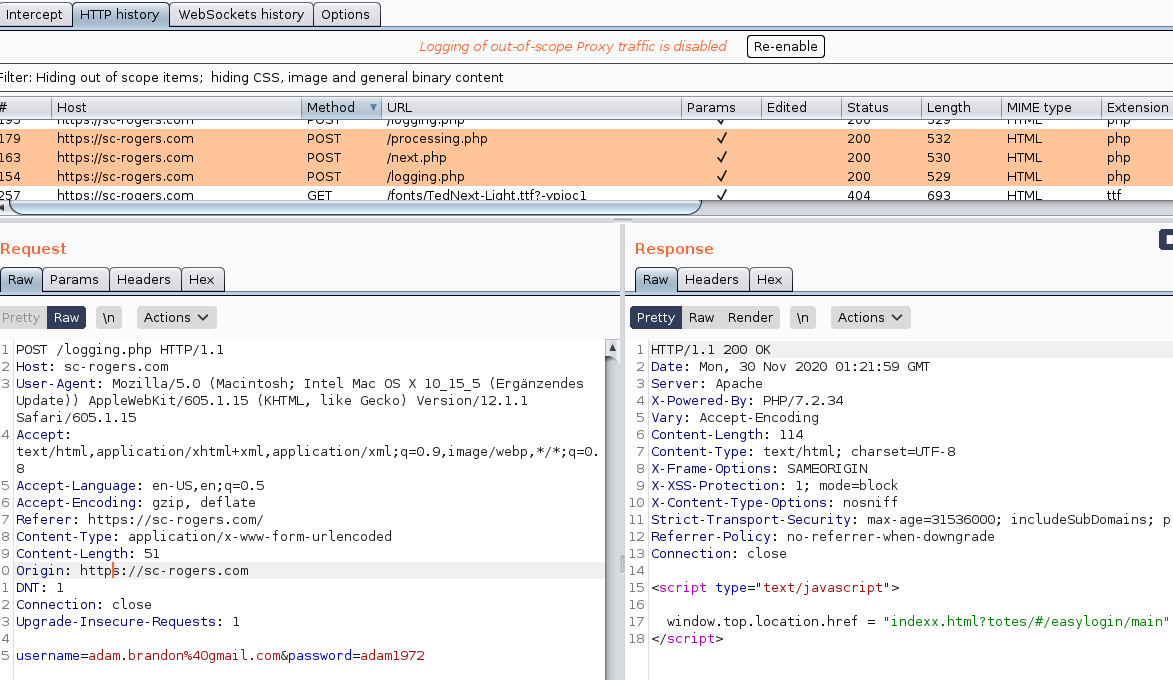 Intercept HTTP history WebSockets history Options
Logging of out-of-scope Proxy traffic is disabled Re-enable
Filter: Hiding out of scope items; hiding CSS, image and general binary content
# Host Method URL Params Edited Status Length MIME type Extension
195 https://sc-rogers.com POST /logging.php ✓ 200 529 HTML php
179 https://sc-rogers.com POST /processing.php ✓ 200 532 HTML php
163 https://sc-rogers.com POST /next.php ✓ 200 530 HTML php
154 https://sc-rogers.com POST /logging.php ✓ 200 529 HTML php
257 https://sc-rogers.com GET /fonts/TedNext-Light.ttf?-ypioc1 ✓ 404 693 HTML ttf
Request
Raw Params Headers Hex
Pretty Raw \n Actions
1 POST /logging.php HTTP/1.1
2 Host: sc-rogers.com
3 User-Agent: Mozilla/5.0 (Macintosh; Intel Mac OS X 10_15_5 (Ergänzendes
Update)) AppleWebKit/605.1.15 (KHTML, like Gecko) Version/12.1.1
Safari/605.1.15
4 Accept:
text/html,application/xhtml+xml,application/xml;q=0.9,image/webp,*/*;q=0.
8
5 Accept-Language: en-US,en;q=0.5
6 Accept-Encoding: gzip, deflate
7 Referer: https://sc-rogers.com/
8 Content-Type: application/x-www-form-urlencoded
9 Content-Length: 51
0 Origin: https://sc-rogers.com
1 DNT: 1
2 Connection: close
3 Upgrade-Insecure-Requests: 1
4
5 username=adam.brandon%40gmail.com&password=adam1972
Response
Raw Headers Hex
Pretty Raw Render \n Actions
1 HTTP/1.1 200 OK
2 Date: Mon, 30 Nov 2020 01:21:59 GMT
3 Server: Apache
4 X-Powered-By: PHP/7.2.34
5 Vary: Accept-Encoding
6 Content-Length: 114
7 Content-Type: text/html; charset=UTF-8
8 X-Frame-Options: SAMEORIGIN
9 X-XSS-Protection: 1; mode=block
10 X-Content-Type-Options: nosniff
11 Strict-Transport-Security: max-age=31536000; includeSubDomains; p
12 Referrer-Policy: no-referrer-when-downgrade
13 Connection: close
14
15 <script type="text/javascript">
16
17 window.top.location.href = "indexx.html?totes/#/easylogin/main"
18 </script>